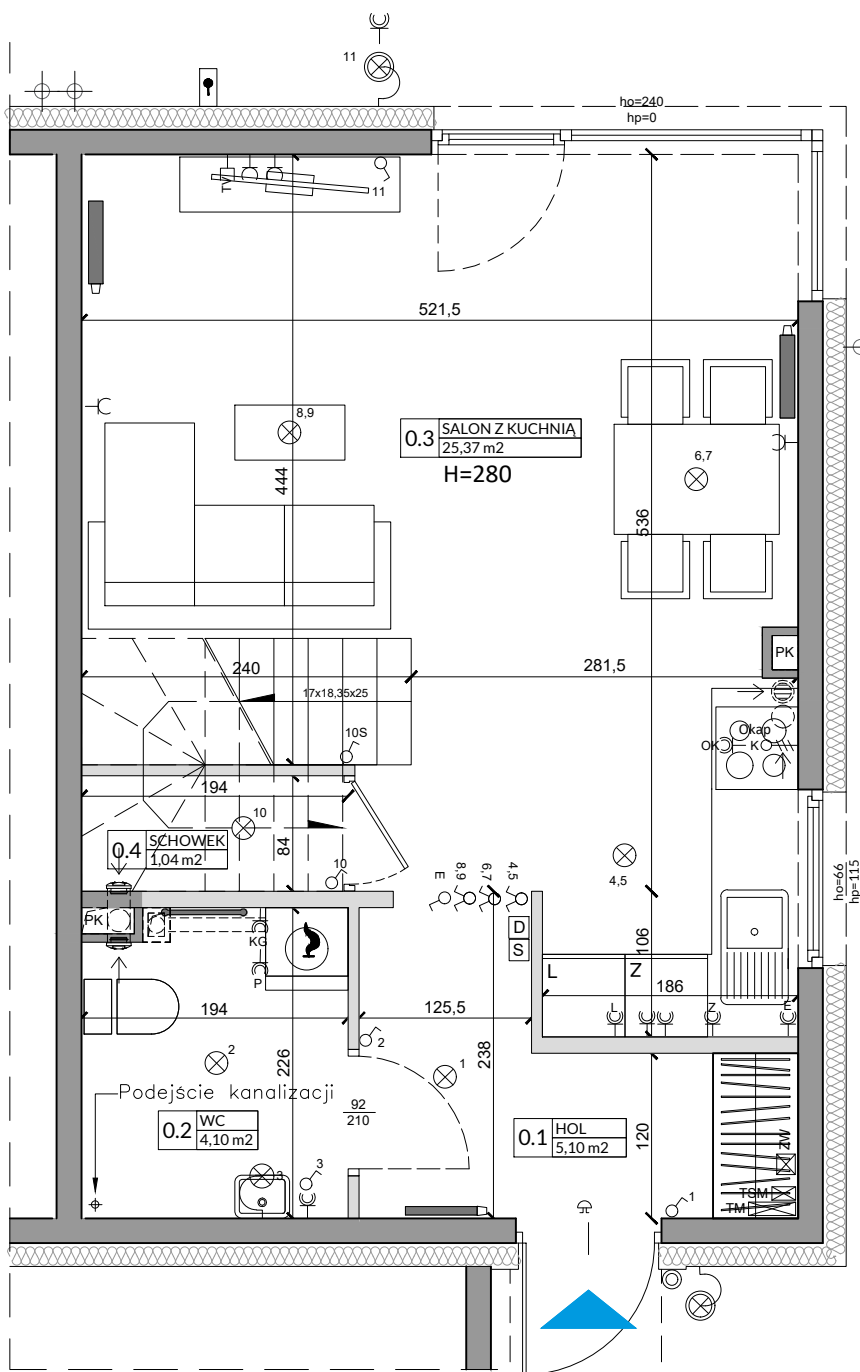 11
ho=240
hp=0
TV
11
521,5
8,9
0.3 SALON Z KUCHNIĄ
25,37 m2
H=280
6,7
444
536
PK
240
281,5
17x18,35x25
10S
Okap
OK
K
194
10
0.4 SCHOWEK
1,04 m2
84
10
E
8,9
6,7
4,5
4,5
ho=66
hp=115
PK
KG
P
D
S
106
L
Z
186
L
Z
E
194
125,5
2
2
1
226
238
Podejście kanalizacji
92
210
0.2 WC
4,10 m2
0.1 HOL
5,10 m2
120
ZW
3
3
TSM
TM
1